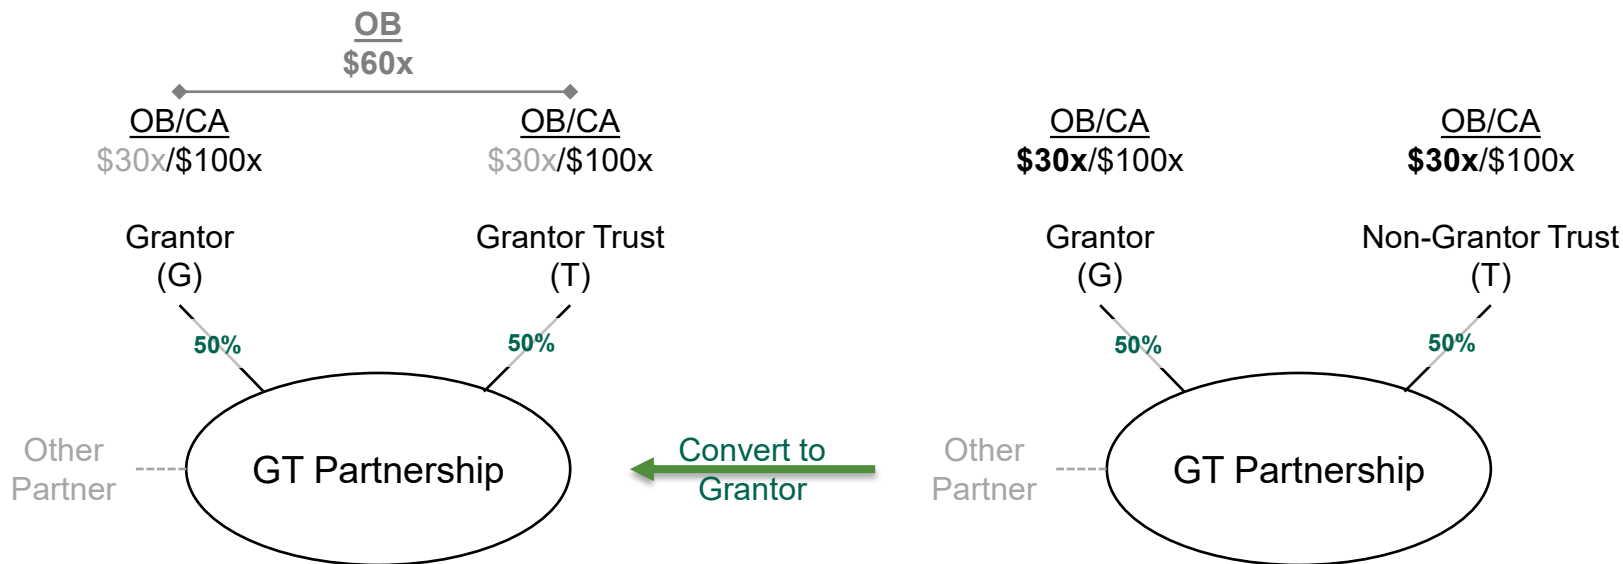 OB
$60x
OB/CA
$30x/$100x
OB/CA
$30x/$100x
Grantor
(G)
Grantor Trust
(T)
50%
50%
Other
Partner
GT Partnership
Convert to
Grantor
OB/CA
$30x/$100x
OB/CA
$30x/$100x
Grantor
(G)
Non-Grantor Trust
(T)
50%
50%
Other
Partner
GT Partnership